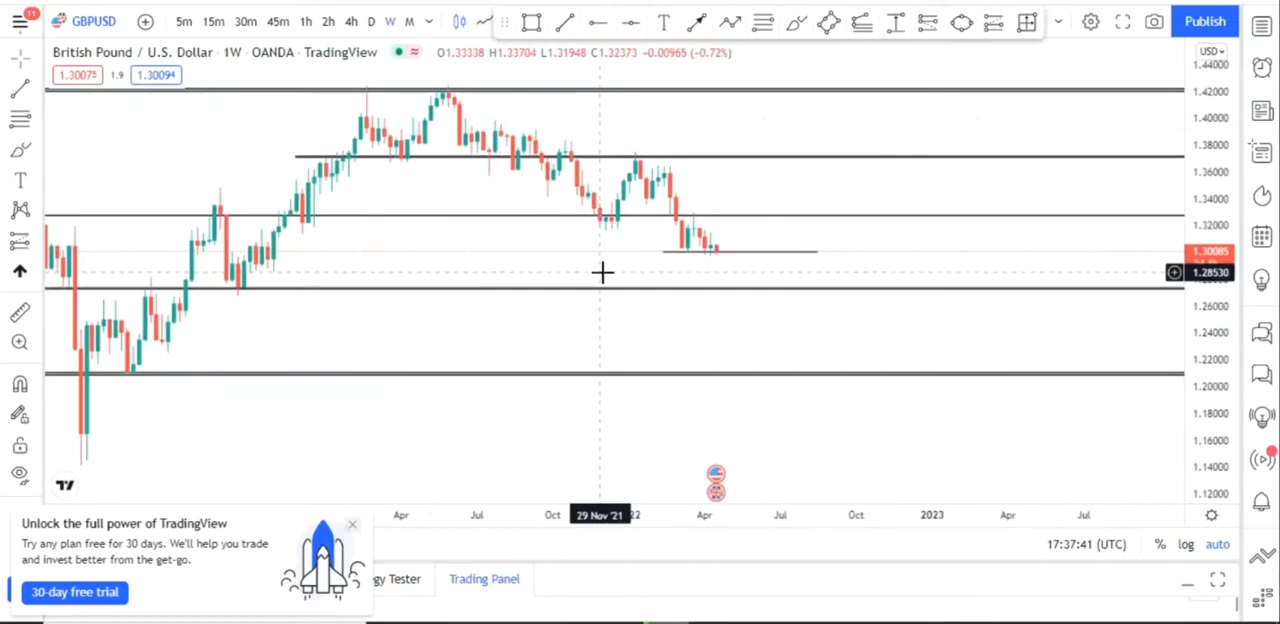 11
GBPUSD
5m 15m 30m 45m 1h 2h 4h D W M
T
Publish
British Pound / U.S. Dollar · 1W · OANDA · TradingView O1.33338 H1.33704 L1.31948 C1.32373 -0.00965 (-0.72%)
USD
1.30075 1.9 1.30094
1.44000
1.42000
1.40000
1.38000
1.36000
1.34000
1.32000
1.30085
1.28530
1.26000
1.24000
1.22000
1.20000
1.18000
1.16000
1.14000
1.12000
T
Apr Jul Oct 29 Nov '21 22 Apr Jul Oct 2023 Apr Jul
Unlock the full power of TradingView
Try any plan free for 30 days. We'll help you trade
and invest better from the get-go.
30-day free trial
17:37:41 (UTC) % log auto
gy Tester Trading Panel